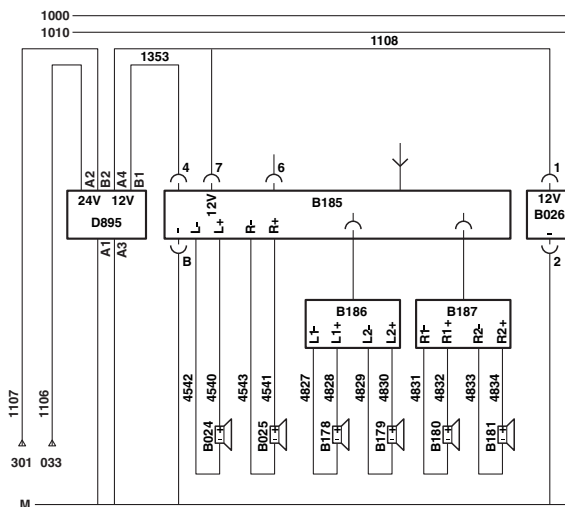 1000
1010
1108
1353
A2
B2
A4
B1
4
7
6
1
24V 12V
D895
12V
B185
12V
B026
-
L-
L+
R-
R+
-
A1
A3
B
2
B186
L1-
L1+
L2-
L2+
B187
R1-
R1+
R2-
R2+
1107
1106
4542
4540
4543
4541
4827
4828
4829
4830
4831
4832
4833
4834
B024
+
-
B025
+
-
B178
+
-
B179
+
-
B180
+
-
B181
+
-
301 033
M